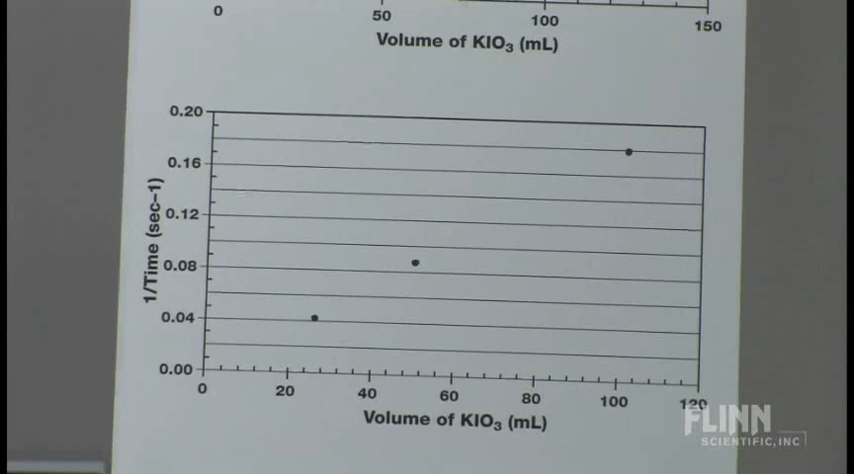 0 50 100 150
Volume of KIO₃ (mL)
0.20
0.16
0.12
0.08
0.04
0.00
1/Time (sec–1)
0 20 40 60 80 100 120
Volume of KIO₃ (mL)
FLINN
SCIENTIFIC, INC